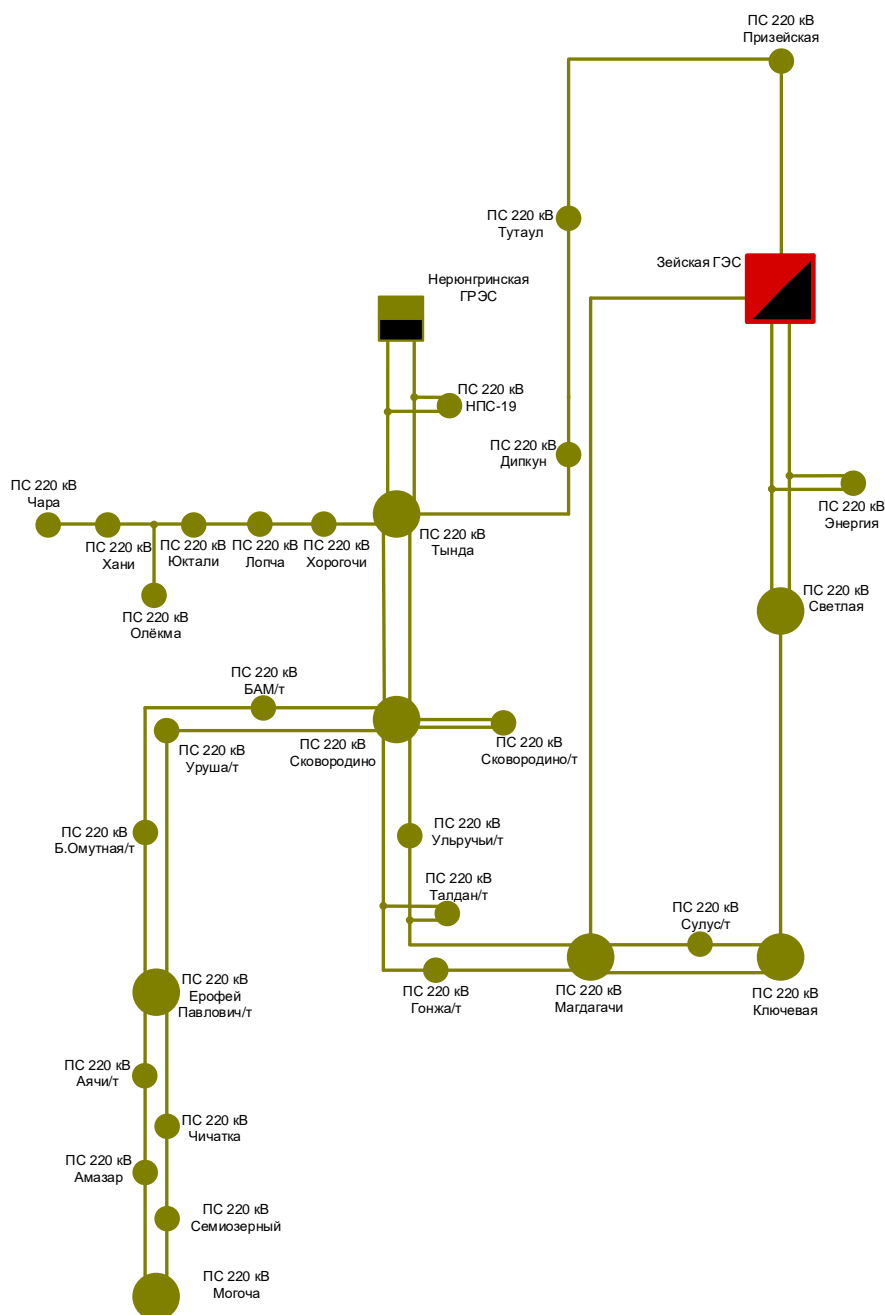 ПС 220 кВ
Призейская
ПС 220 кВ
Тутаул
Зейская ГЭС
Нерюнгринская
ГРЭС
ПС 220 кВ
НПС-19
ПС 220 кВ
Дипкун
ПС 220 кВ
Чара
ПС 220 кВ
Хани
ПС 220 кВ
Юктали
ПС 220 кВ
Лопча
ПС 220 кВ
Хорогочи
ПС 220 кВ
Тында
ПС 220 кВ
Энергия
ПС 220 кВ
Олёкма
ПС 220 кВ
Светлая
ПС 220 кВ
БАМ/т
ПС 220 кВ
Уруша/т
ПС 220 кВ
Сковородино
ПС 220 кВ
Сковородино/т
ПС 220 кВ
Б.Омутная/т
ПС 220 кВ
Ульручьи/т
ПС 220 кВ
Талдан/т
ПС 220 кВ
Сулус/т
ПС 220 кВ
Ерофей
Павлович/т
ПС 220 кВ
Гонжа/т
ПС 220 кВ
Магдагачи
ПС 220 кВ
Ключевая
ПС 220 кВ
Аячи/т
ПС 220 кВ
Чичатка
ПС 220 кВ
Амазар
ПС 220 кВ
Семиозерный
ПС 220 кВ
Могоча